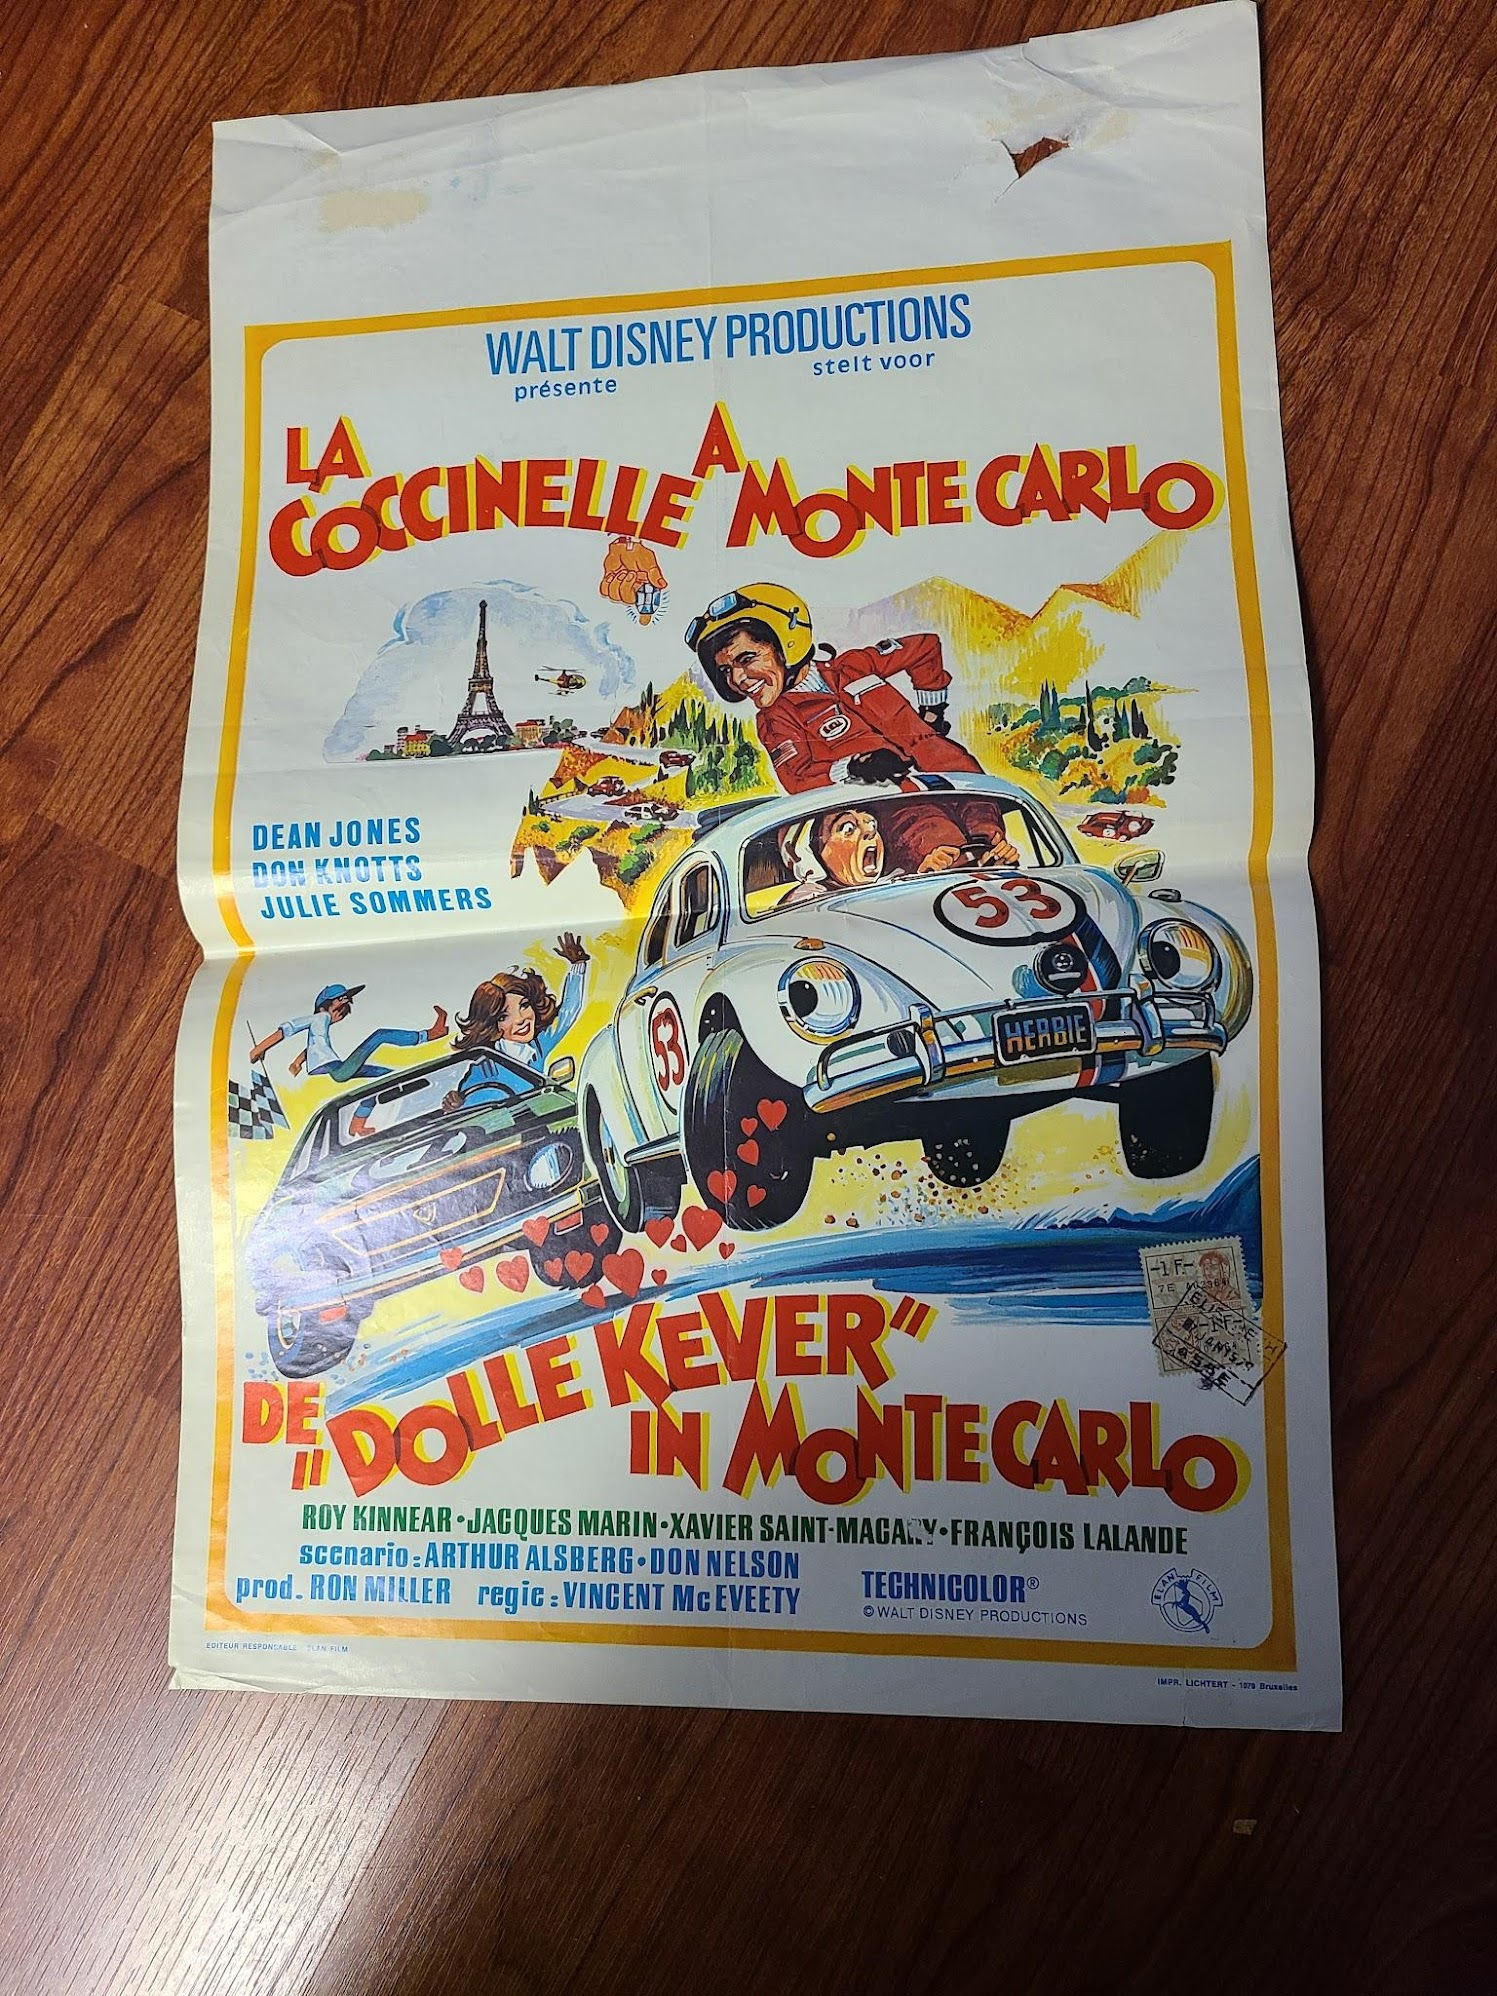 WALT DISNEY PRODUCTIONS
présente
stelt voor
LA
COCCINELLE
A
MONTE CARLO
DEAN JONES
DON KNOTTS
JULIE SOMMERS
53
53
HERBIE
-1 F.-
7E
DE
"DOLLE KEVER"
IN MONTE CARLO
ROY KINNEAR • JACQUES MARIN • XAVIER SAINT-MACARY • FRANÇOIS LALANDE
scenario: ARTHUR ALSBERG • DON NELSON
prod. RON MILLER regie: VINCENT McEVEETY
TECHNICOLOR®
© WALT DISNEY PRODUCTIONS
ELAN FILM
EDITEUR RESPONSABLE ELAN FILM
IMPR. LICHTERT - 1070 Bruxelles